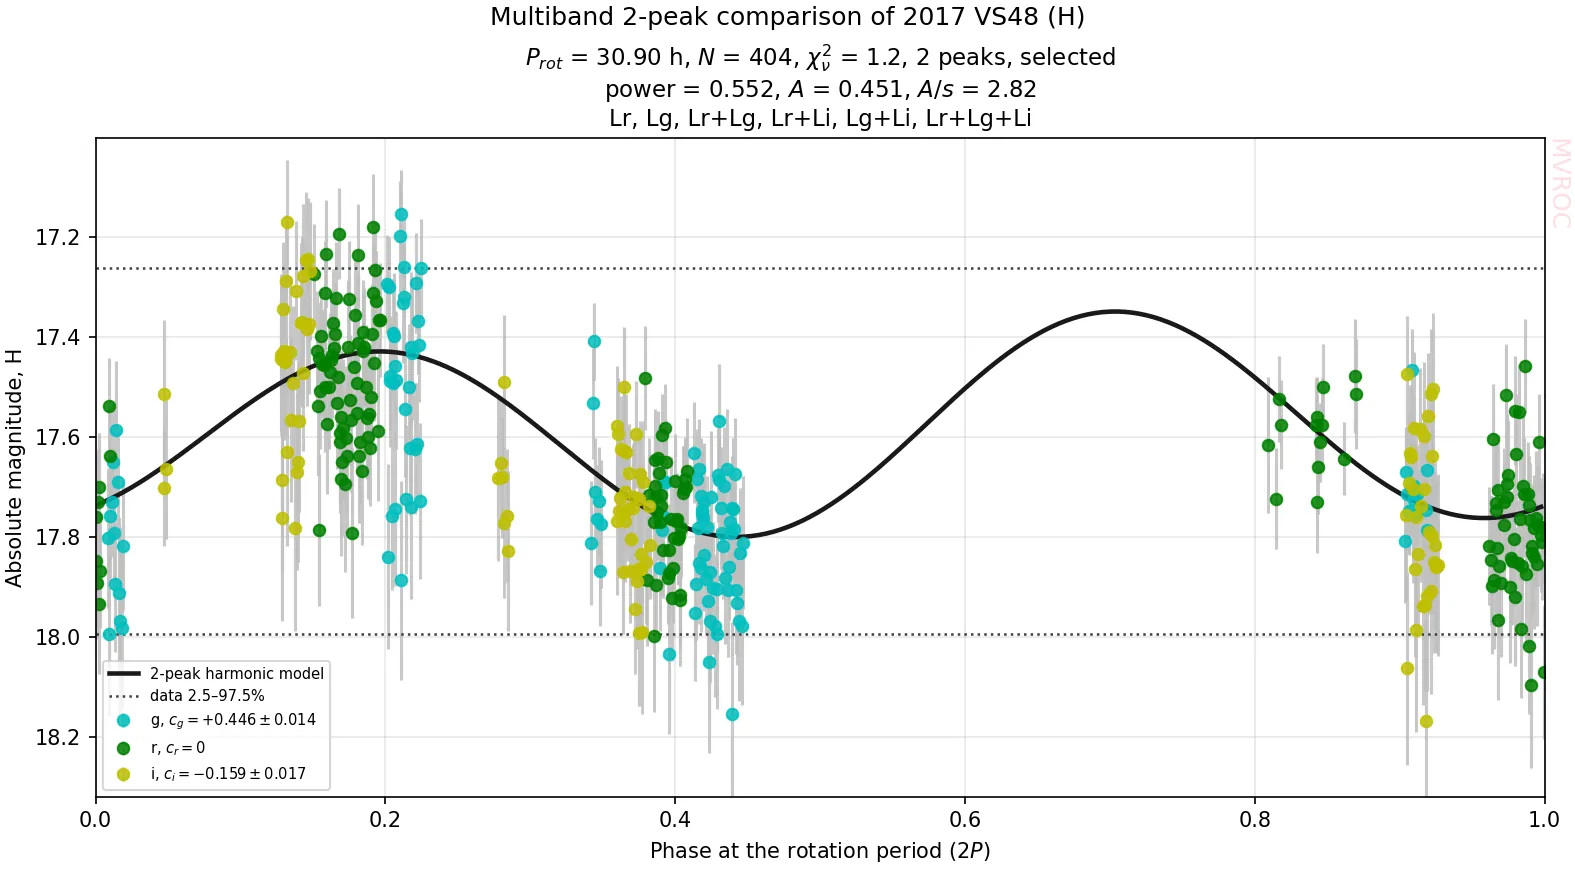 Multiband 2-peak comparison of 2017 VS48 (H)
P_rot = 30.90 h, N = 404, χ²_ν = 1.2, 2 peaks, selected
power = 0.552, A = 0.451, A/s = 2.82
Lr, Lg, Lr+Lg, Lr+Li, Lg+Li, Lr+Lg+Li
MVROC
Absolute magnitude, H
17.2
17.4
17.6
17.8
18.0
18.2
2-peak harmonic model
data 2.5–97.5%
g, c_g = +0.446 ± 0.014
r, c_r = 0
i, c_i = −0.159 ± 0.017
0.0 0.2 0.4 0.6 0.8 1.0
Phase at the rotation period (2P)